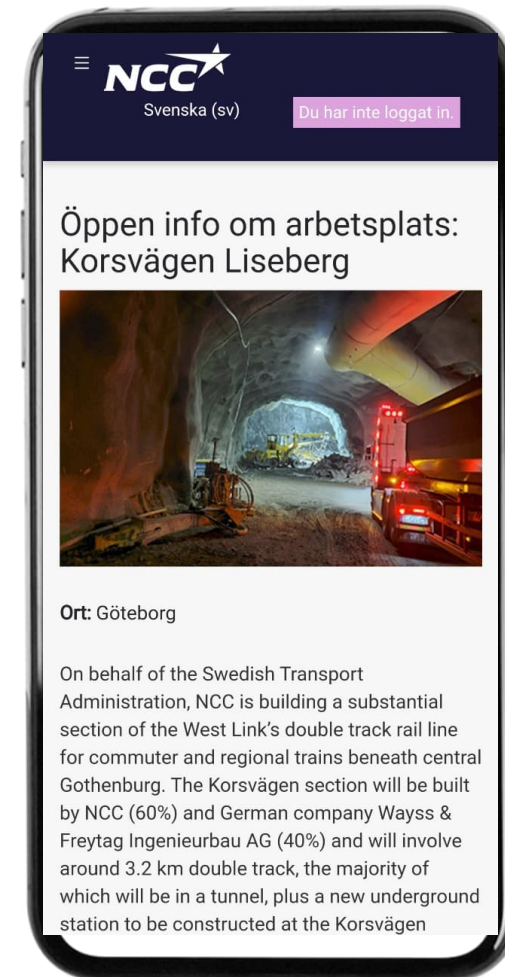 NCC
Svenska (sv)
Du har inte loggat in.
Öppen info om arbetsplats:
Korsvägen Liseberg
Ort: Göteborg
On behalf of the Swedish Transport
Administration, NCC is building a substantial
section of the West Link’s double track rail line
for commuter and regional trains beneath central
Gothenburg. The Korsvägen section will be built
by NCC (60%) and German company Wayss &
Freytag Ingenieurbau AG (40%) and will involve
around 3.2 km double track, the majority of
which will be in a tunnel, plus a new underground
station to be constructed at the Korsvägen